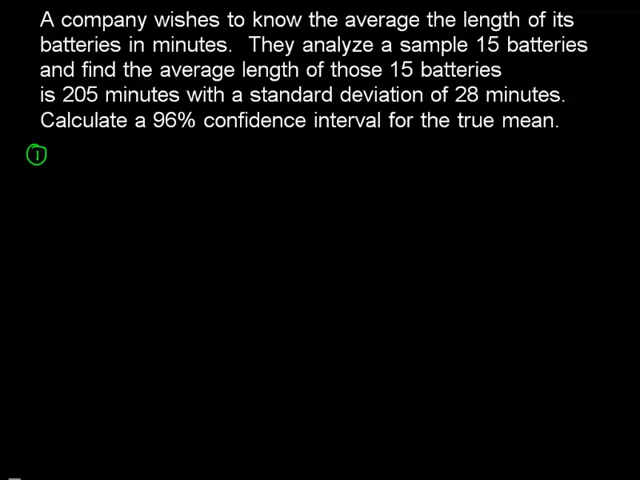 A company wishes to know the average the length of its
batteries in minutes.  They analyze a sample 15 batteries
and find the average length of those 15 batteries
is 205 minutes with a standard deviation of 28 minutes.
Calculate a 96% confidence interval for the true mean.
1